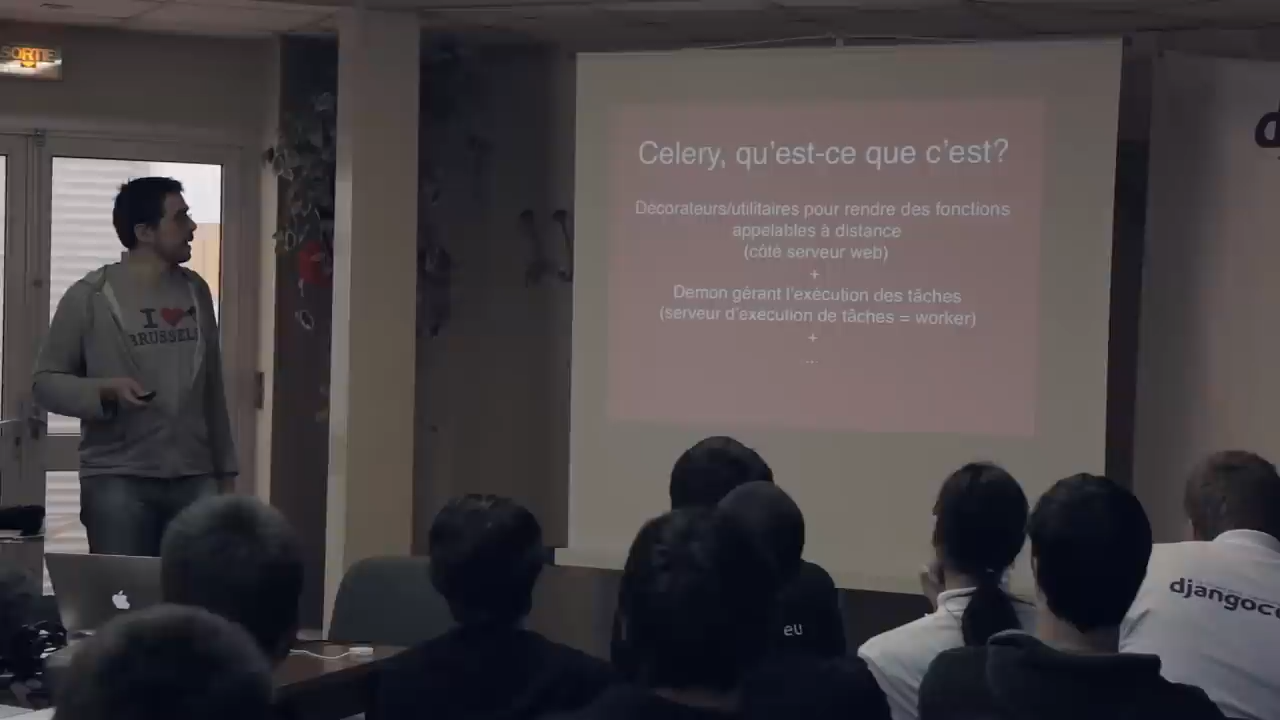 SORTIE
Celery, qu'est-ce que c'est?
Décorateurs/utilitaires pour rendre des fonctions
appelables à distance
(côté serveur web)
+
Demon gérant l'exécution des tâches
(serveur d'execution de tâches = worker)
+
...
I ❤
BRUSSELS
eu
djangoc